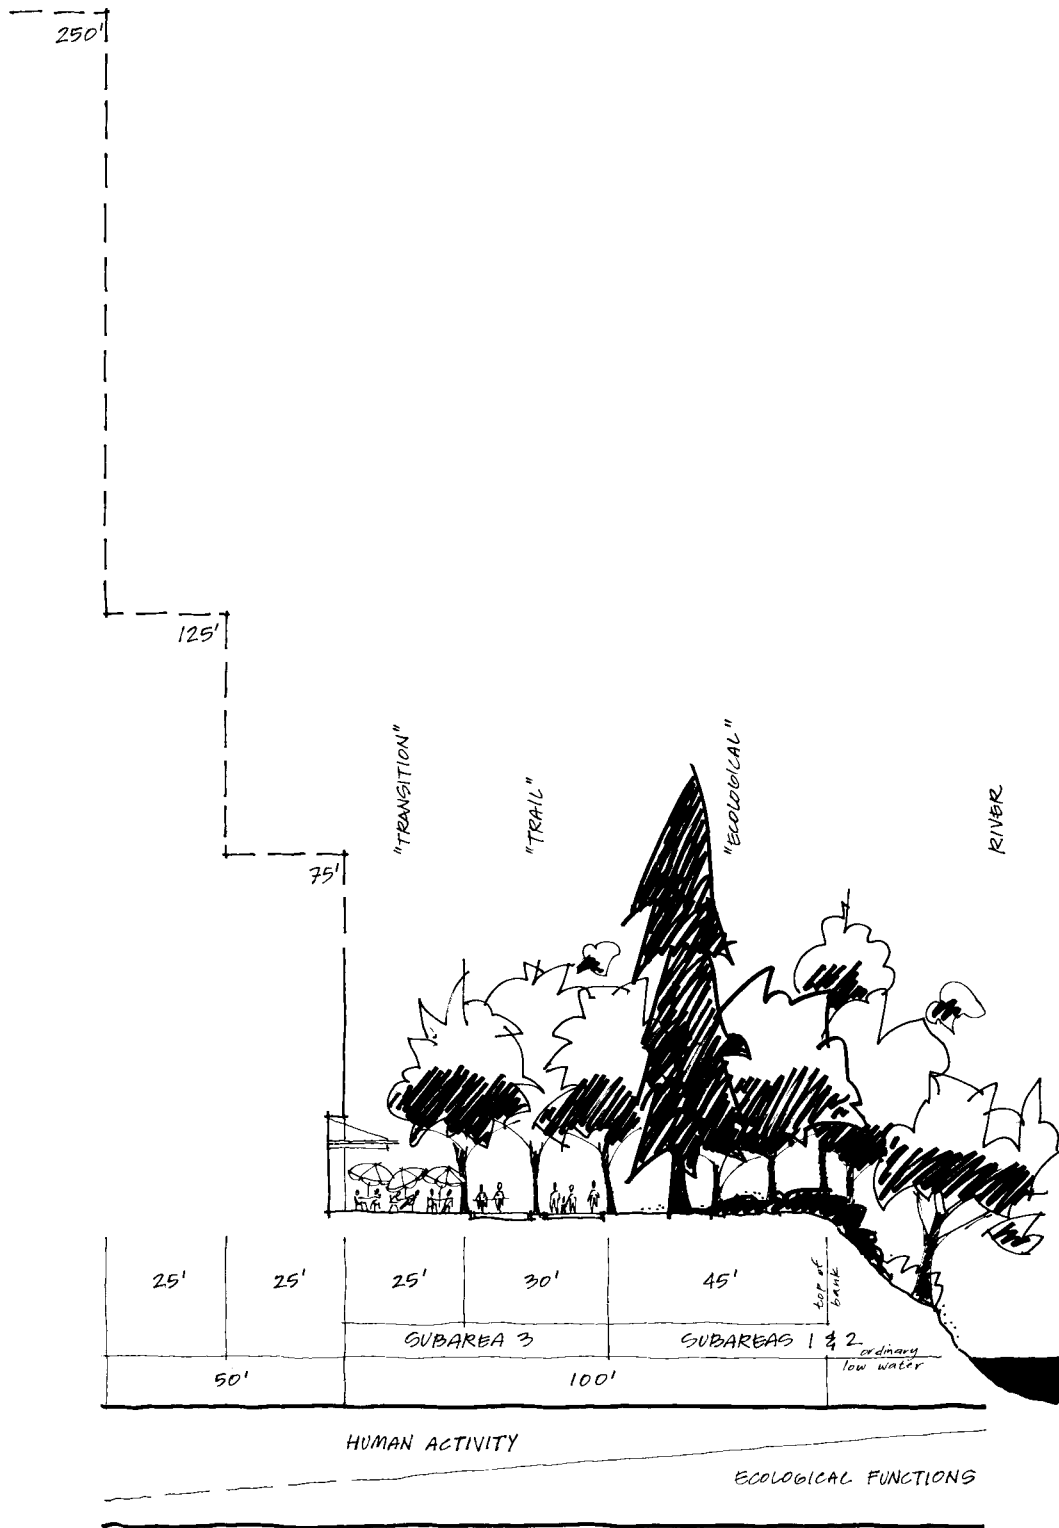 250'
125'
75'
"TRANSITION"
"TRAIL"
"ECOLOGICAL"
RIVER
25'
25'
25'
30'
45'
top of
bank
SUBAREA 3
SUBAREAS 1 & 2
ordinary
low water
50'
100'
HUMAN ACTIVITY
ECOLOGICAL FUNCTIONS